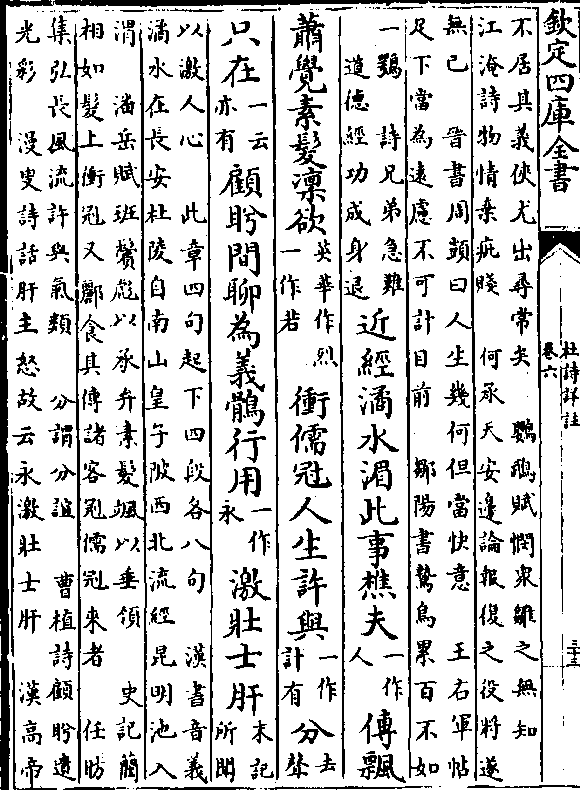 欽定四庫全書
杜詩詳註
卷六
不居其義俠尤出尋常矣　鸚鵡賦憫衆雛之無知
江淹詩物情棄疵賤　何承天安邊論報復之役將遂
無已　晉書周顗曰人生幾何但當快意　王右軍帖
足下當為遠慮不可計目前　鄒陽書鷙鳥累百不如
一鶚　詩兄弟急難
道德經功成身退
近經潏水湄此事樵夫一作人傳飄
蕭覺素髮凜欲英華作烈一作若衝儒冠人生許與一作計有分去聲
只在一云亦有顧盼間聊為義鶻行用一作永激壯士肝末記所聞
以激人心　此章四句起下四段各八句　漢書音義
潏水在長安杜陵自南山皇子陂西北流經昆明池入
渭　潘岳賦班鬢彪以承弁素髮颯以垂領　史記藺
相如髮上衝冠又酈食其傳諸客冠儒冠來者　任昉
集弘長風流許與氣類　分謂分誼　曹植詩顧盼遺
光彩　漫叟詩話肝主怒故云永激壯士肝　漢高帝